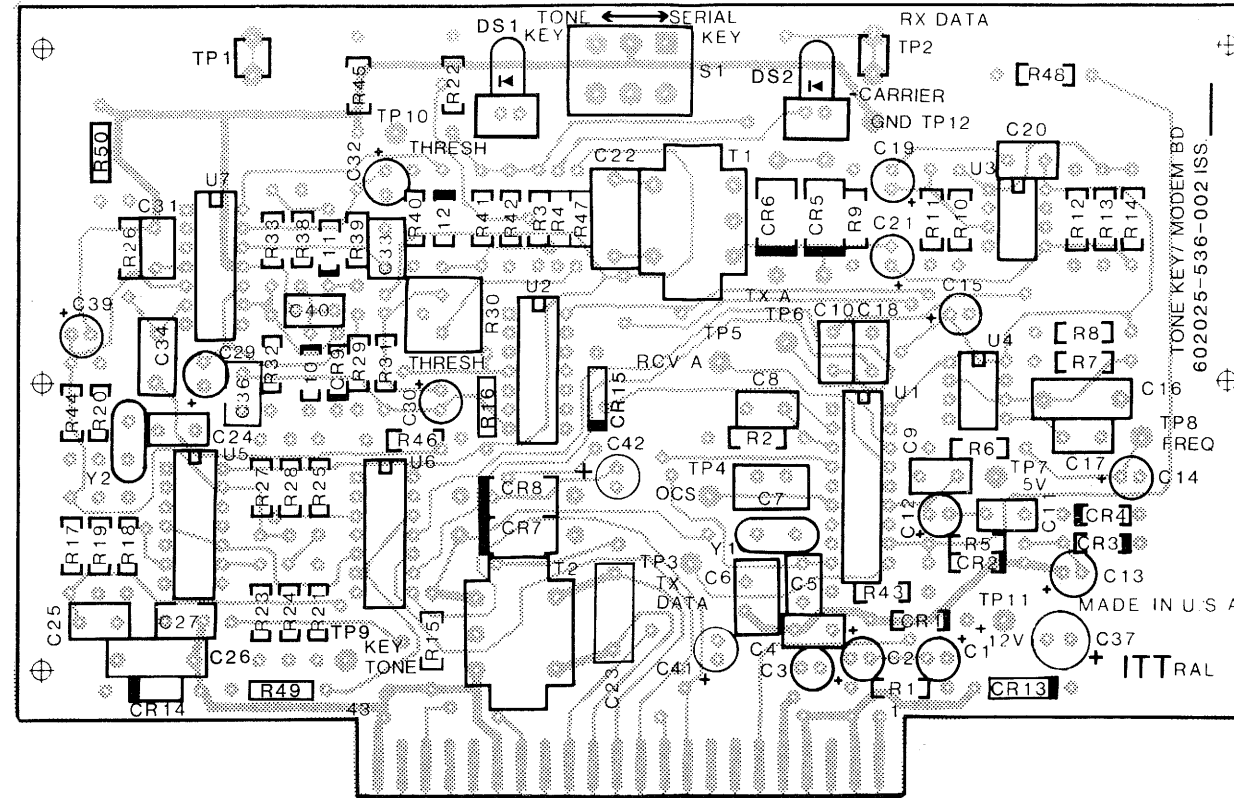 TONE ↔ SERIAL
KEY KEY
DS1
S1
DS2
RX DATA
TP2
TP1
R45
R22
R48
CARRIER
GND TP12
TP10
THRESH
C32
R50
U7
C22
T1
C19
C20
U3
C31
R26
R33
R38
11
R39
C33
R40
12
R41
R42
R3
R4
R47
CR6
CR5
R9
C21
R11
R10
R12
R13
R14
TONE KEY/ MODEM BD
602025-536-002 ISS.
C39
C34
C29
C40
R30
U2
TX A
TP5
TP6
C10
C18
C15
U4
R8
R7
C16
R32
C36
10
CR9
R29
R31
THRESH
C30
R16
RCV A
CR15
C8
R2
U1
C9
TP8
FREQ
R44
R20
Y2
C24
U5
R46
U6
C42
TP4
R6
TP7
5V
C17
C14
R27
R28
R25
CR8
CR7
OCS
C7
C12
C11
CR4
CR3
R17
R19
R18
Y1
R5
CR2
C13
T2
TP3
TX
DATA
C6
C5
R43
MADE IN U S A
R23
R24
R21
C25
C27
C26
TP9
KEY
TONE
R15
C23
C41
C4
C3
C2
C1
CR1
TP11
12V
C37
ITT RAL
CR14
R49
R1
CR13
43
1